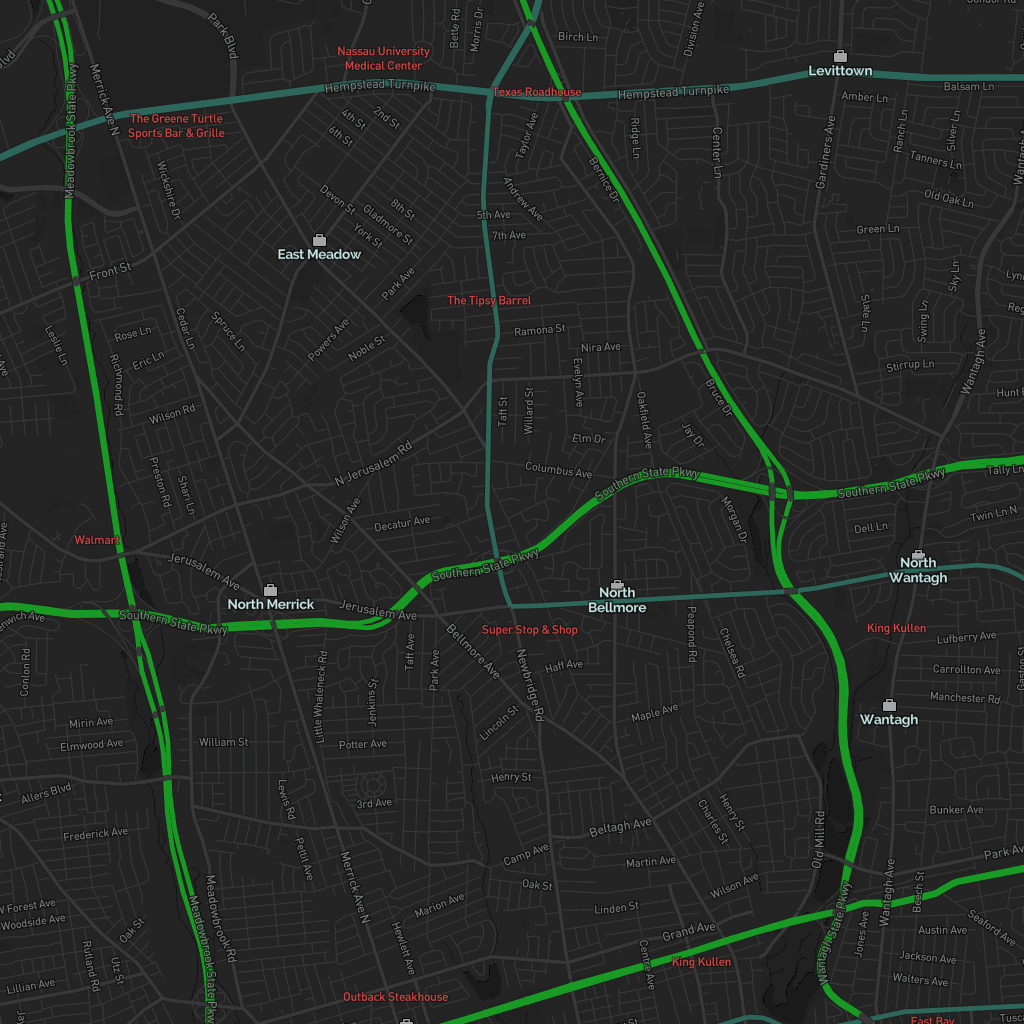 Condor Rd
Park Blvd
Bette Rd
Morris Dr
Division Ave
Birch Ln
Nassau University
Medical Center
Levittown
Merrick Ave N
Hempstead Turnpike
Texas Roadhouse
Hempstead Turnpike
Balsam Ln
Amber Ln
The Greene Turtle
Sports Bar & Grille
4th St
2nd St
6th St
Taylor Ave
Ridge Ln
Center Ln
Gardiners Ave
Ranch Ln
Silver Ln
Tanners Ln
Meadowbrook State Pkwy
Wickshire Dr
Devon St
8th St
Gladmore St
York St
Andrew Ave
Bernice Dr
5th Ave
7th Ave
Old Oak Ln
Green Ln
East Meadow
Front St
Park Ave
The Tipsy Barrel
Sky Ln
State Ln
Swing Ln
Leslie Ln
Rose Ln
Cedar Ln
Spruce Ln
Eric Ln
Powers Ave
Noble St
Ramona St
Nira Ave
Evelyn Ave
Stirrup Ln
Wantagh Ave
Richmond Rd
Wilson Rd
Taft St
Willard St
Oakfield Ave
Bruce Dr
Jay Dr
Elm Dr
N Jerusalem Rd
Preston Rd
Shari Ln
Columbus Ave
Southern State Pkwy
Southern State Pkwy
Tally Ln
Wilson Ave
Decatur Ave
Morgan Dr
Dell Ln
Twin Ln N
Walmart
Jerusalem Ave
Southern State Pkwy
North
Wantagh
North Merrick
Jerusalem Ave
North
Bellmore
Southern State Pkwy
Super Stop & Shop
King Kullen
Conlon Rd
Little Whaleneck Rd
Taft Ave
Park Ave
Bellmore Ave
Newbridge Rd
Haff Ave
Peapond Rd
Chelsea Rd
Lufberry Ave
Carrollton Ave
Manchester Rd
Jenkins St
Lincoln St
Maple Ave
Wantagh
Mirin Ave
Elmwood Ave
William St
Potter Ave
Henry St
Allers Blvd
Lewis Rd
3rd Ave
Frederick Ave
Pettit Ave
Beltagh Ave
Charles St
Henry St
Old Mill Rd
Bunker Ave
Camp Ave
Martin Ave
Park Ave
Merrick Ave N
Oak St
Wilson Ave
Wantagh Ave
Beech St
Meadowbrook Rd
Marion Ave
Linden St
W Forest Ave
Woodside Ave
Oak St
Meadowbrook State Pkwy
Hewlett Ave
Grand Ave
Centre Ave
Wantagh State Pkwy
Jones Ave
Austin Ave
Seaford Ave
Rutland Rd
Utz St
King Kullen
Jackson Ave
Walters Ave
Lillian Ave
Outback Steakhouse
East Bay